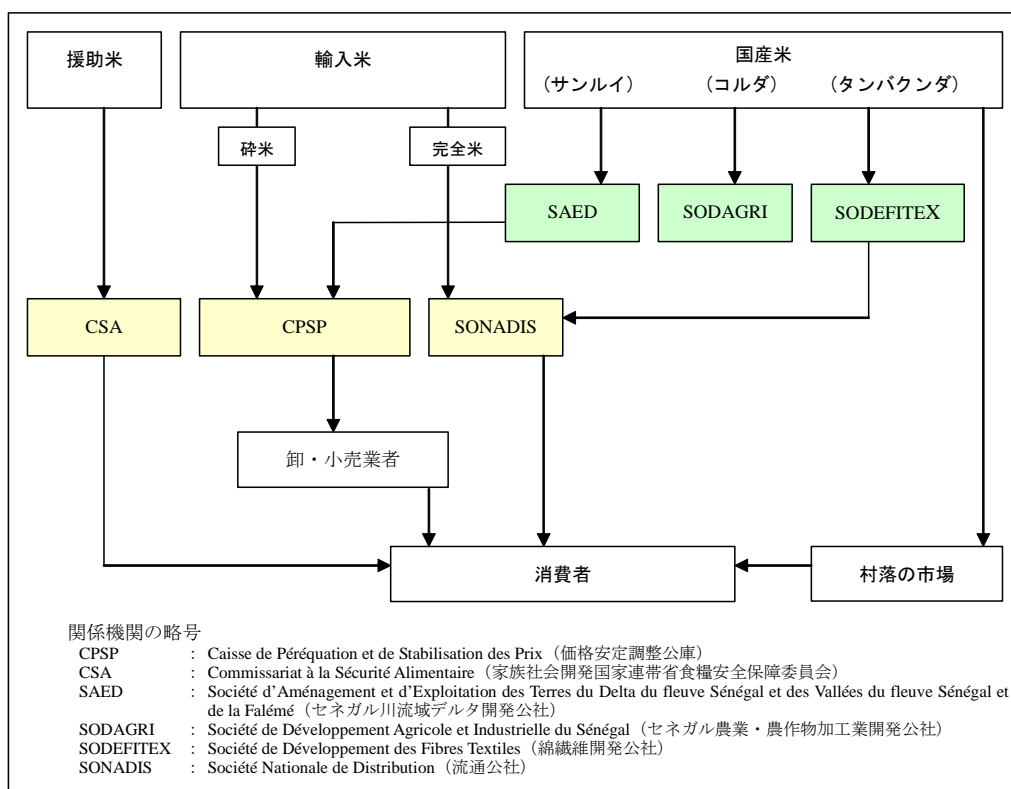 援助米
輸入米
国産米
（サンルイ） （コルダ） （タンバクンダ）
砕米
完全米
SAED
SODAGRI
SODEFITEX
CSA
CPSP
SONADIS
卸・小売業者
消費者
村落の市場
関係機関の略号
CPSP : Caisse de Péréquation et de Stabilisation des Prix（価格安定調整公庫）
CSA : Commissariat à la Sécurité Alimentaire（家族社会開発国家連帯省食糧安全保障委員会）
SAED : Société d'Aménagement et d'Exploitation des Terres du Delta du fleuve Sénégal et des Vallées du fleuve Sénégal et
de la Falémé（セネガル川流域デルタ開発公社）
SODAGRI : Société de Développement Agricole et Industrielle du Sénégal（セネガル農業・農作物加工業開発公社）
SODEFITEX : Société de Développement des Fibres Textiles（綿繊維開発公社）
SONADIS : Société Nationale de Distribution（流通公社）